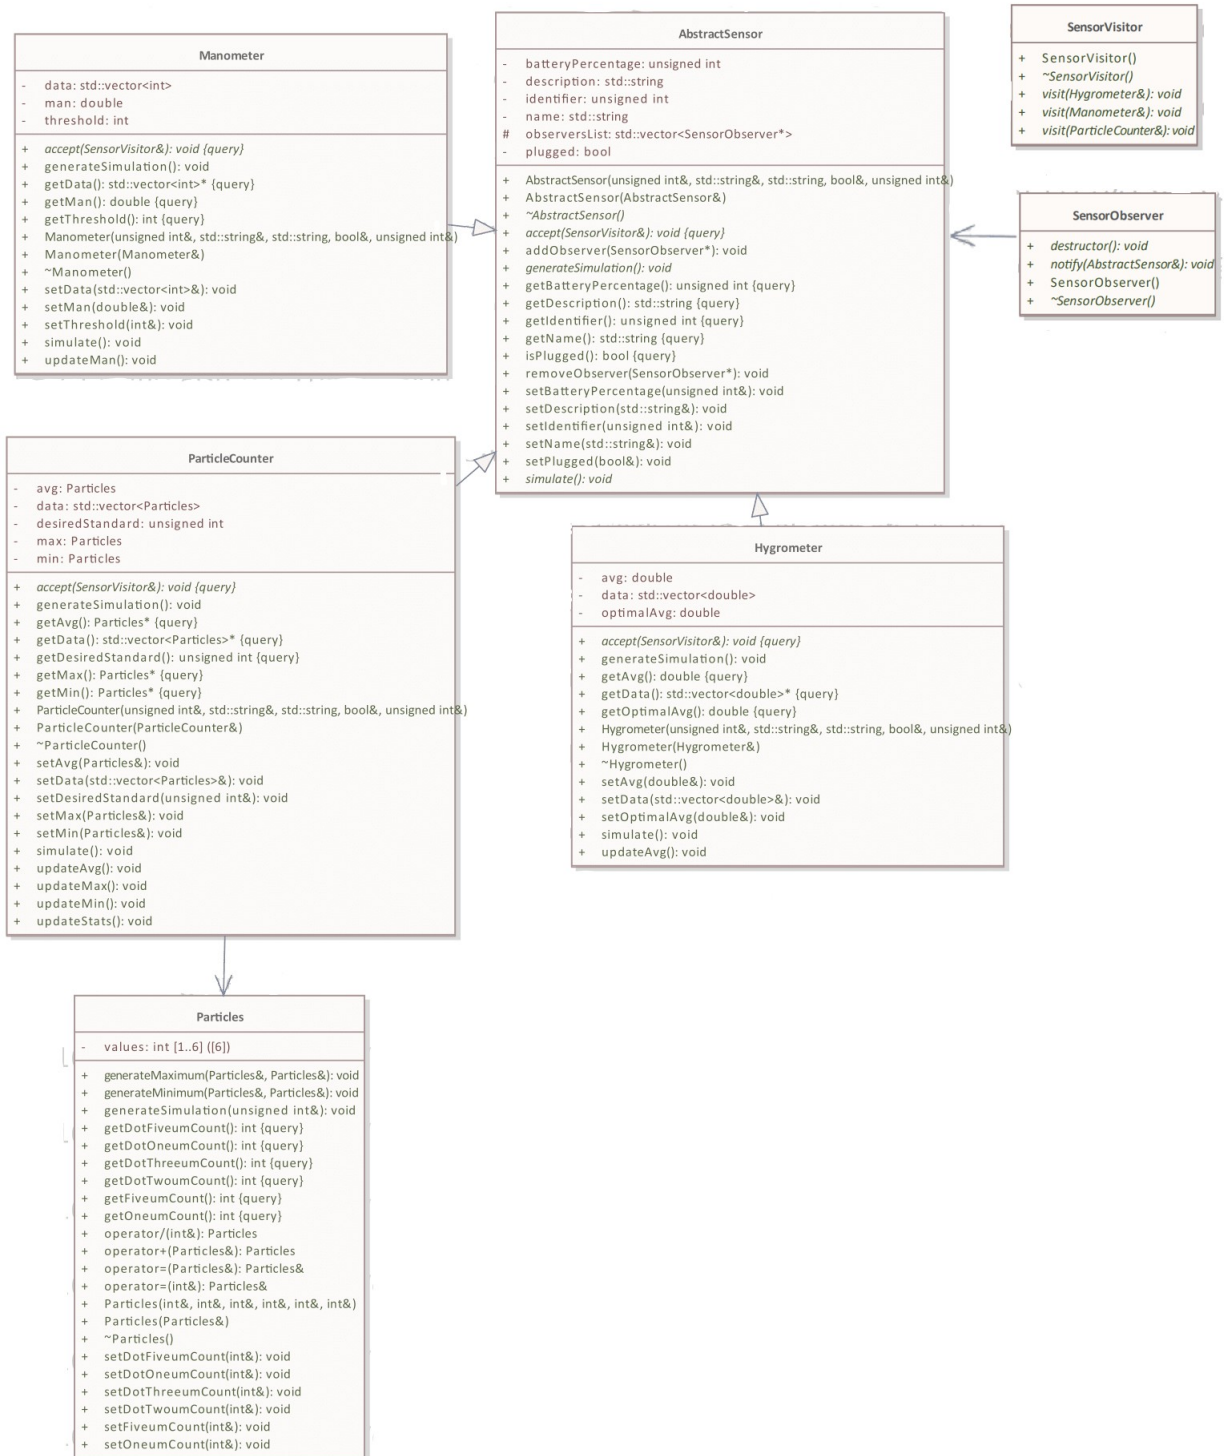 Manometer
- data: std::vector<int>
- man: double
- threshold: int
+ accept(SensorVisitor&): void {query}
+ generateSimulation(): void
+ getData(): std::vector<int>* {query}
+ getMan(): double {query}
+ getThreshold(): int {query}
+ Manometer(unsigned int&, std::string&, std::string, bool&, unsigned int&)
+ Manometer(Manometer&)
+ ~Manometer()
+ setData(std::vector<int>&): void
+ setMan(double&): void
+ setThreshold(int&): void
+ simulate(): void
+ updateMan(): void
AbstractSensor
- batteryPercentage: unsigned int
- description: std::string
- identifier: unsigned int
- name: std::string
# observersList: std::vector<SensorObserver*>
- plugged: bool
+ AbstractSensor(unsigned int&, std::string&, std::string, bool&, unsigned int&)
+ AbstractSensor(AbstractSensor&)
+ ~AbstractSensor()
+ accept(SensorVisitor&): void {query}
+ addObserver(SensorObserver*): void
+ generateSimulation(): void
+ getBatteryPercentage(): unsigned int {query}
+ getDescription(): std::string {query}
+ getIdentifier(): unsigned int {query}
+ getName(): std::string {query}
+ isPlugged(): bool {query}
+ removeObserver(SensorObserver*): void
+ setBatteryPercentage(unsigned int&): void
+ setDescription(std::string&): void
+ setIdentifier(unsigned int&): void
+ setName(std::string&): void
+ setPlugged(bool&): void
+ simulate(): void
SensorVisitor
+ SensorVisitor()
+ ~SensorVisitor()
+ visit(Hygrometer&): void
+ visit(Manometer&): void
+ visit(ParticleCounter&): void
SensorObserver
+ destructor(): void
+ notify(AbstractSensor&): void
+ SensorObserver()
+ ~SensorObserver()
ParticleCounter
- avg: Particles
- data: std::vector<Particles>
- desiredStandard: unsigned int
- max: Particles
- min: Particles
+ accept(SensorVisitor&): void {query}
+ generateSimulation(): void
+ getAvg(): Particles* {query}
+ getData(): std::vector<Particles>* {query}
+ getDesiredStandard(): unsigned int {query}
+ getMax(): Particles* {query}
+ getMin(): Particles* {query}
+ ParticleCounter(unsigned int&, std::string&, std::string, bool&, unsigned int&)
+ ParticleCounter(ParticleCounter&)
+ ~ParticleCounter()
+ setAvg(Particles&): void
+ setData(std::vector<Particles>&): void
+ setDesiredStandard(unsigned int&): void
+ setMax(Particles&): void
+ setMin(Particles&): void
+ simulate(): void
+ updateAvg(): void
+ updateMax(): void
+ updateMin(): void
+ updateStats(): void
Hygrometer
- avg: double
- data: std::vector<double>
- optimalAvg: double
+ accept(SensorVisitor&): void {query}
+ generateSimulation(): void
+ getAvg(): double {query}
+ getData(): std::vector<double>* {query}
+ getOptimalAvg(): double {query}
+ Hygrometer(unsigned int&, std::string&, std::string, bool&, unsigned int&)
+ Hygrometer(Hygrometer&)
+ ~Hygrometer()
+ setAvg(double&): void
+ setData(std::vector<double>&): void
+ setOptimalAvg(double&): void
+ simulate(): void
+ updateAvg(): void
Particles
- values: int [1..6] ([6])
+ generateMaximum(Particles&, Particles&): void
+ generateMinimum(Particles&, Particles&): void
+ generateSimulation(unsigned int&): void
+ getDotFiveumCount(): int {query}
+ getDotOneumCount(): int {query}
+ getDotThreeumCount(): int {query}
+ getDotTwoumCount(): int {query}
+ getFiveumCount(): int {query}
+ getOneumCount(): int {query}
+ operator/(int&): Particles
+ operator+(Particles&): Particles
+ operator=(Particles&): Particles&
+ operator=(int&): Particles&
+ Particles(int&, int&, int&, int&, int&, int&)
+ Particles(Particles&)
+ ~Particles()
+ setDotFiveumCount(int&): void
+ setDotOneumCount(int&): void
+ setDotThreeumCount(int&): void
+ setDotTwoumCount(int&): void
+ setFiveumCount(int&): void
+ setOneumCount(int&): void